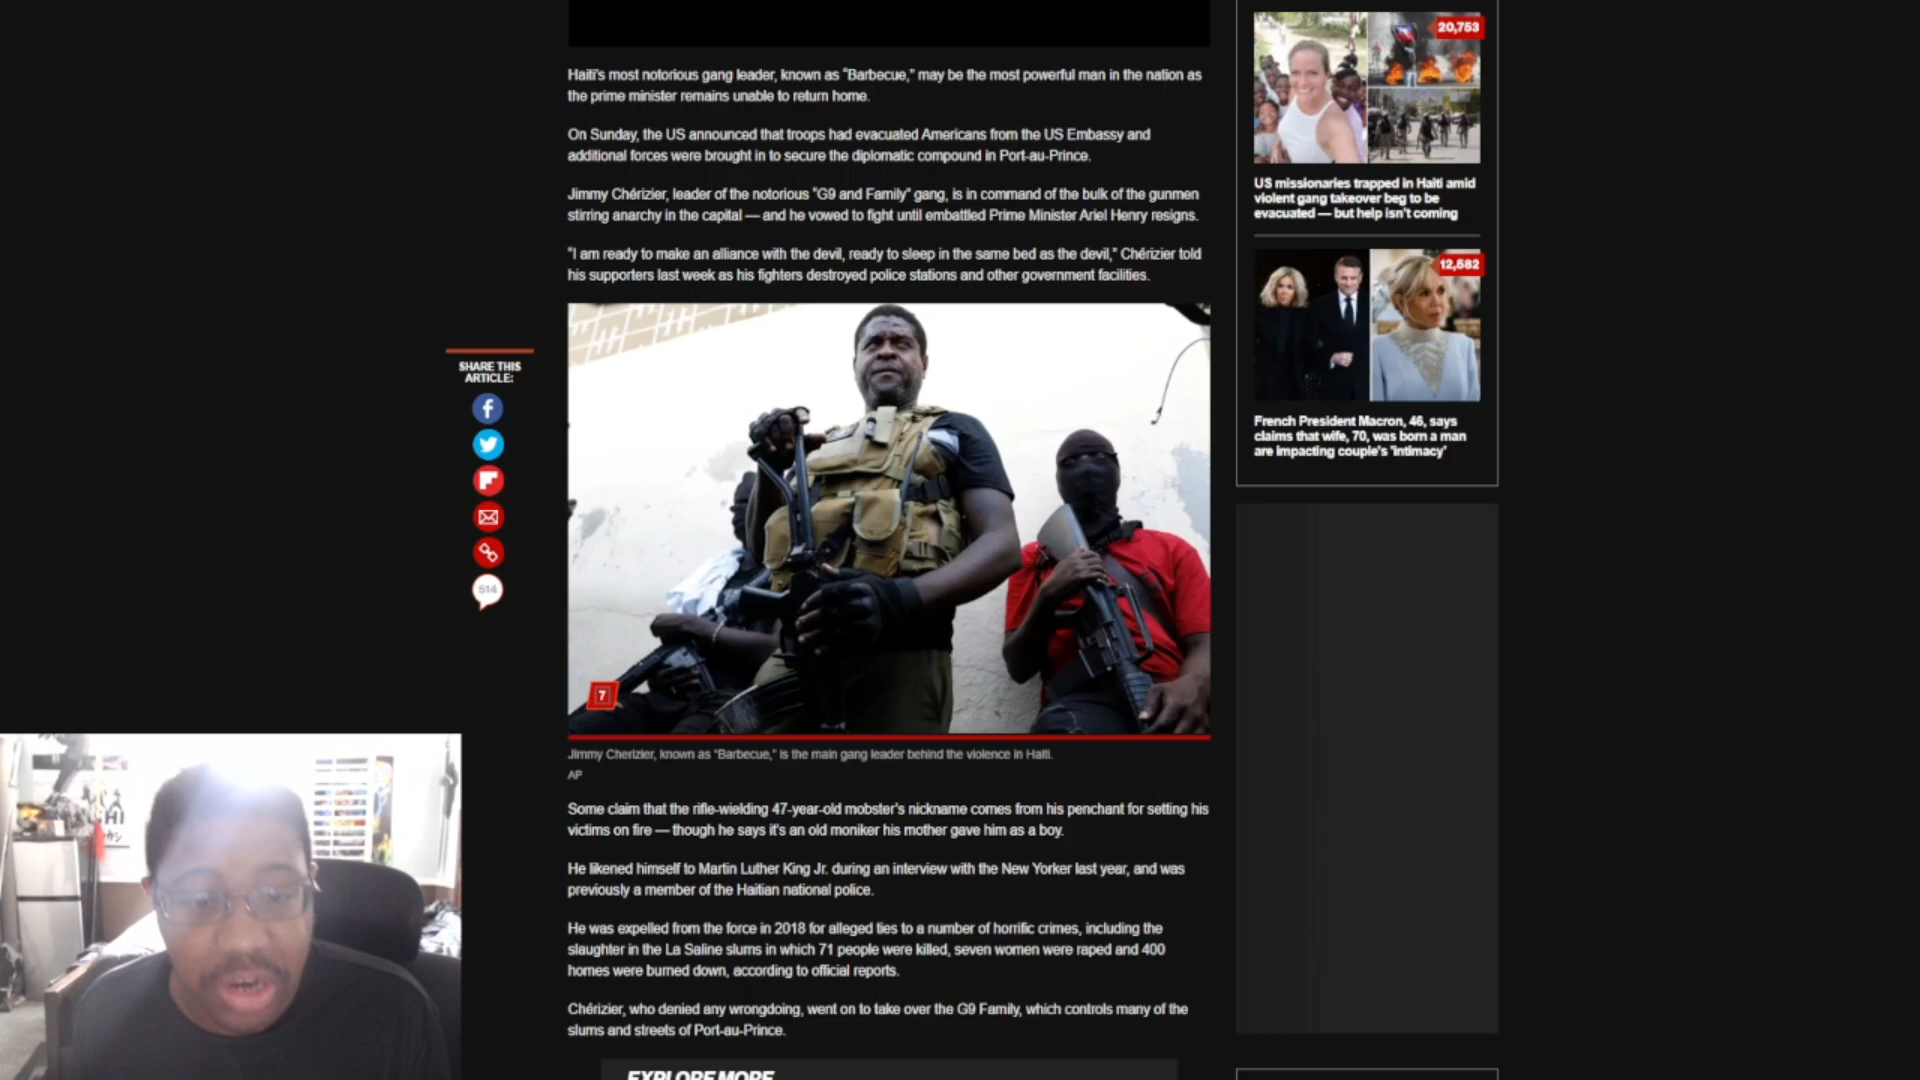 Haiti's most notorious gang leader, known as "Barbecue," may be the most powerful man in the nation as
the prime minister remains unable to return home.
On Sunday, the US announced that troops had evacuated Americans from the US Embassy and
additional forces were brought in to secure the diplomatic compound in Port-au-Prince.
Jimmy Chérizier, leader of the notorious "G9 and Family" gang, is in command of the bulk of the gunmen
stirring anarchy in the capital — and he vowed to fight until embattled Prime Minister Ariel Henry resigns.
"I am ready to make an alliance with the devil, ready to sleep in the same bed as the devil," Chérizier told
his supporters last week as his fighters destroyed police stations and other government facilities.
SHARE THIS
ARTICLE:
514
7
Jimmy Cherizier, known as "Barbecue," is the main gang leader behind the violence in Haiti.
AP
Some claim that the rifle-wielding 47-year-old mobster's nickname comes from his penchant for setting his
victims on fire — though he says it's an old moniker his mother gave him as a boy.
He likened himself to Martin Luther King Jr. during an interview with the New Yorker last year, and was
previously a member of the Haitian national police.
He was expelled from the force in 2018 for alleged ties to a number of horrific crimes, including the
slaughter in the La Saline slums in which 71 people were killed, seven women were raped and 400
homes were burned down, according to official reports.
Chérizier, who denied any wrongdoing, went on to take over the G9 Family, which controls many of the
slums and streets of Port-au-Prince.
EXPLORE MORE
20,753
US missionaries trapped in Haiti amid
violent gang takeover beg to be
evacuated — but help isn't coming
12,582
French President Macron, 46, says
claims that wife, 70, was born a man
are impacting couple's 'intimacy'